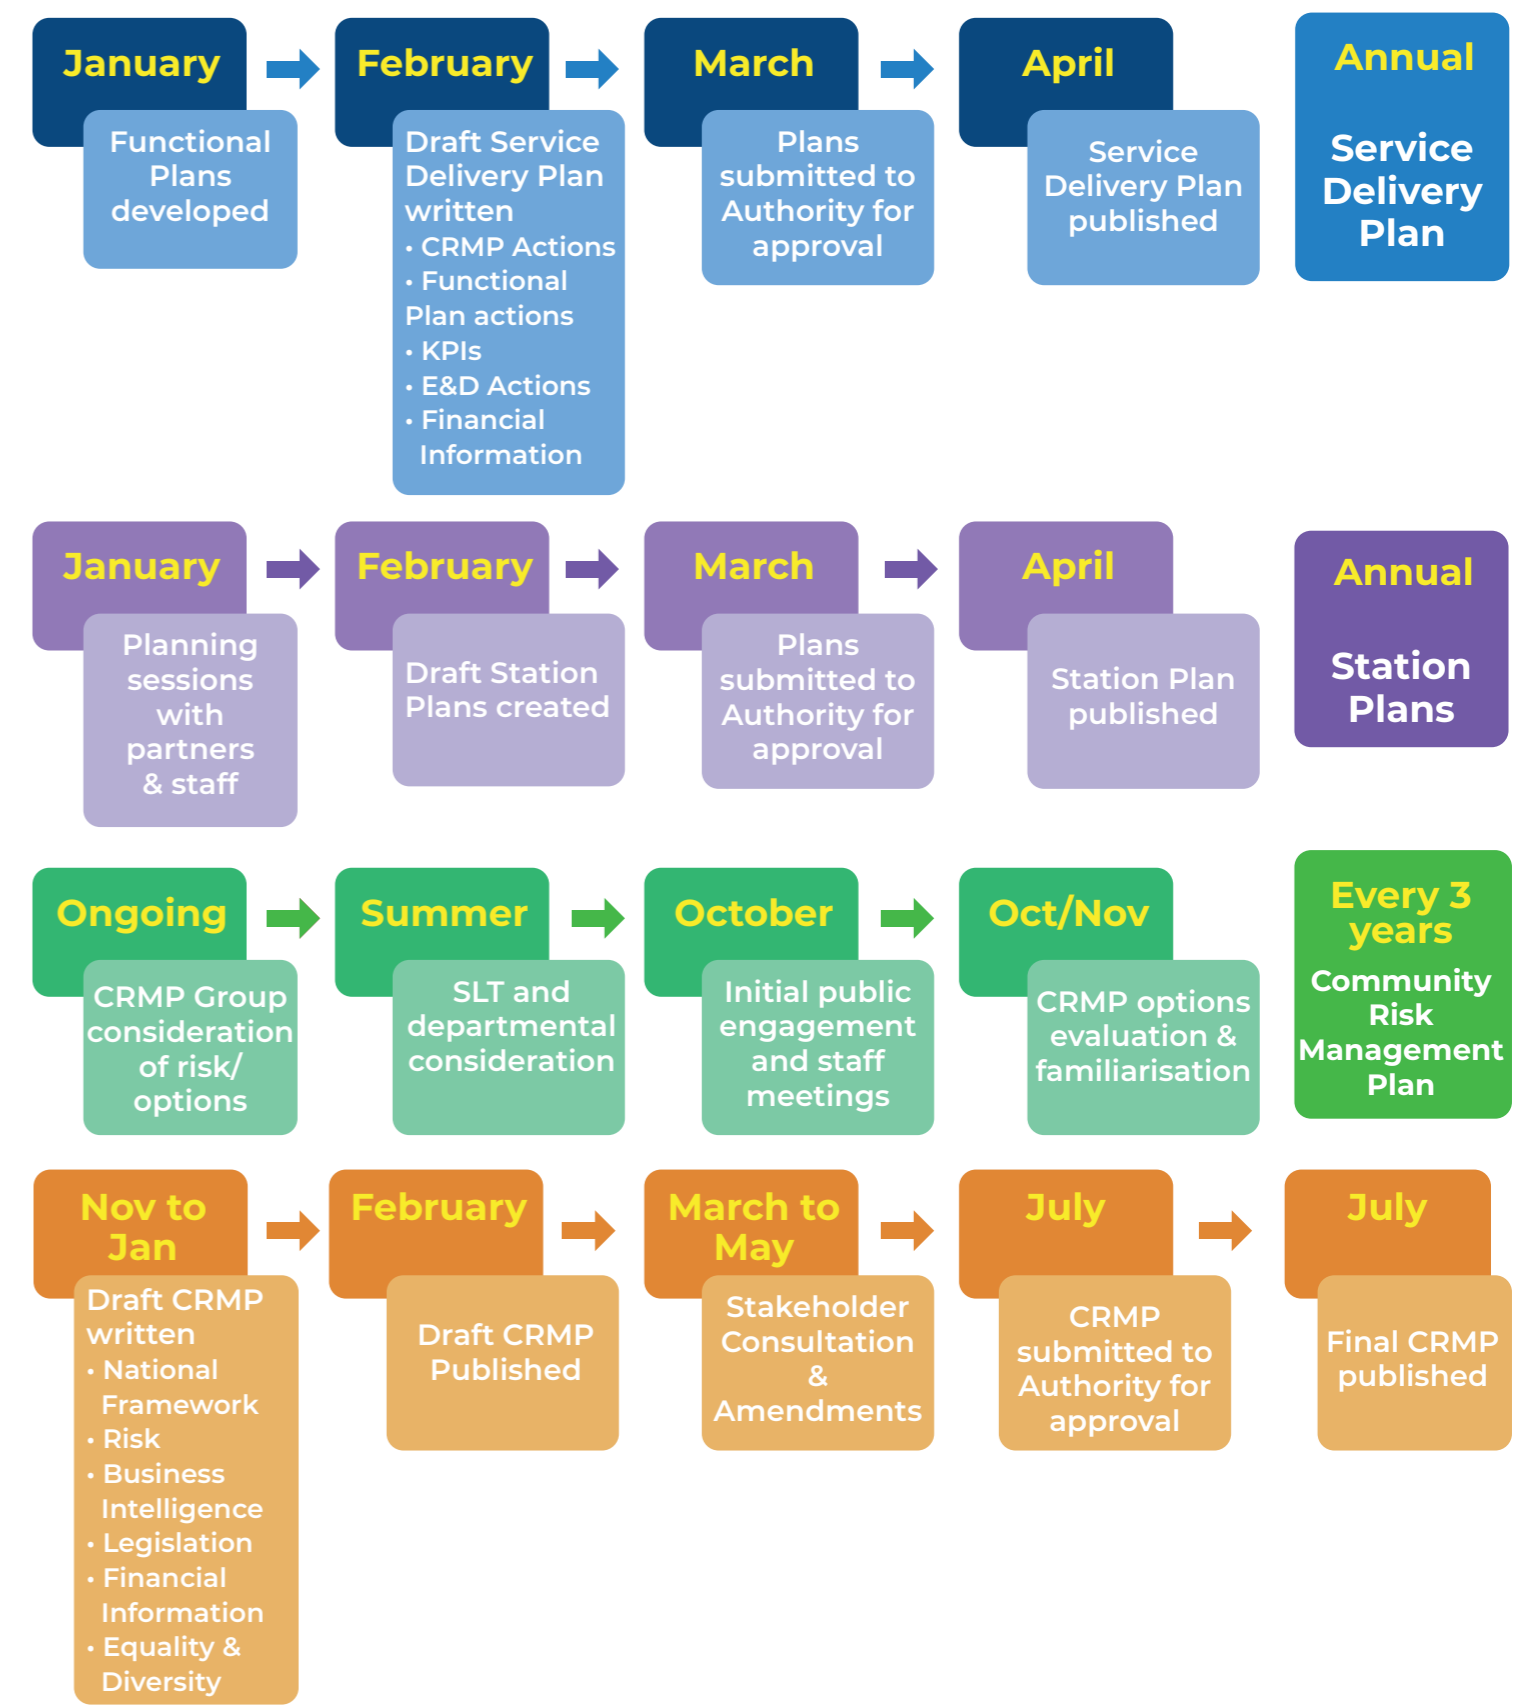 January
Functional
Plans
developed
February
Draft Service
Delivery Plan
written
• CRMP Actions
• Functional
Plan actions
• KPIs
• E&D Actions
• Financial
Information
March
Plans
submitted to
Authority for
approval
April
Service
Delivery Plan
published
Annual
Service
Delivery
Plan
January
Planning
sessions
with
partners
& staff
February
Draft Station
Plans created
March
Plans
submitted to
Authority for
approval
April
Station Plan
published
Annual
Station
Plans
Ongoing
CRMP Group
consideration
of risk/
options
Summer
SLT and
departmental
consideration
October
Initial public
engagement
and staff
meetings
Oct/Nov
CRMP options
evaluation &
familiarisation
Every 3
years
Community
Risk
Management
Plan
Nov to
Jan
Draft CRMP
written
• National
Framework
• Risk
• Business
Intelligence
• Legislation
• Financial
Information
• Equality &
Diversity
February
Draft CRMP
Published
March to
May
Stakeholder
Consultation
&
Amendments
July
CRMP
submitted to
Authority for
approval
July
Final CRMP
published